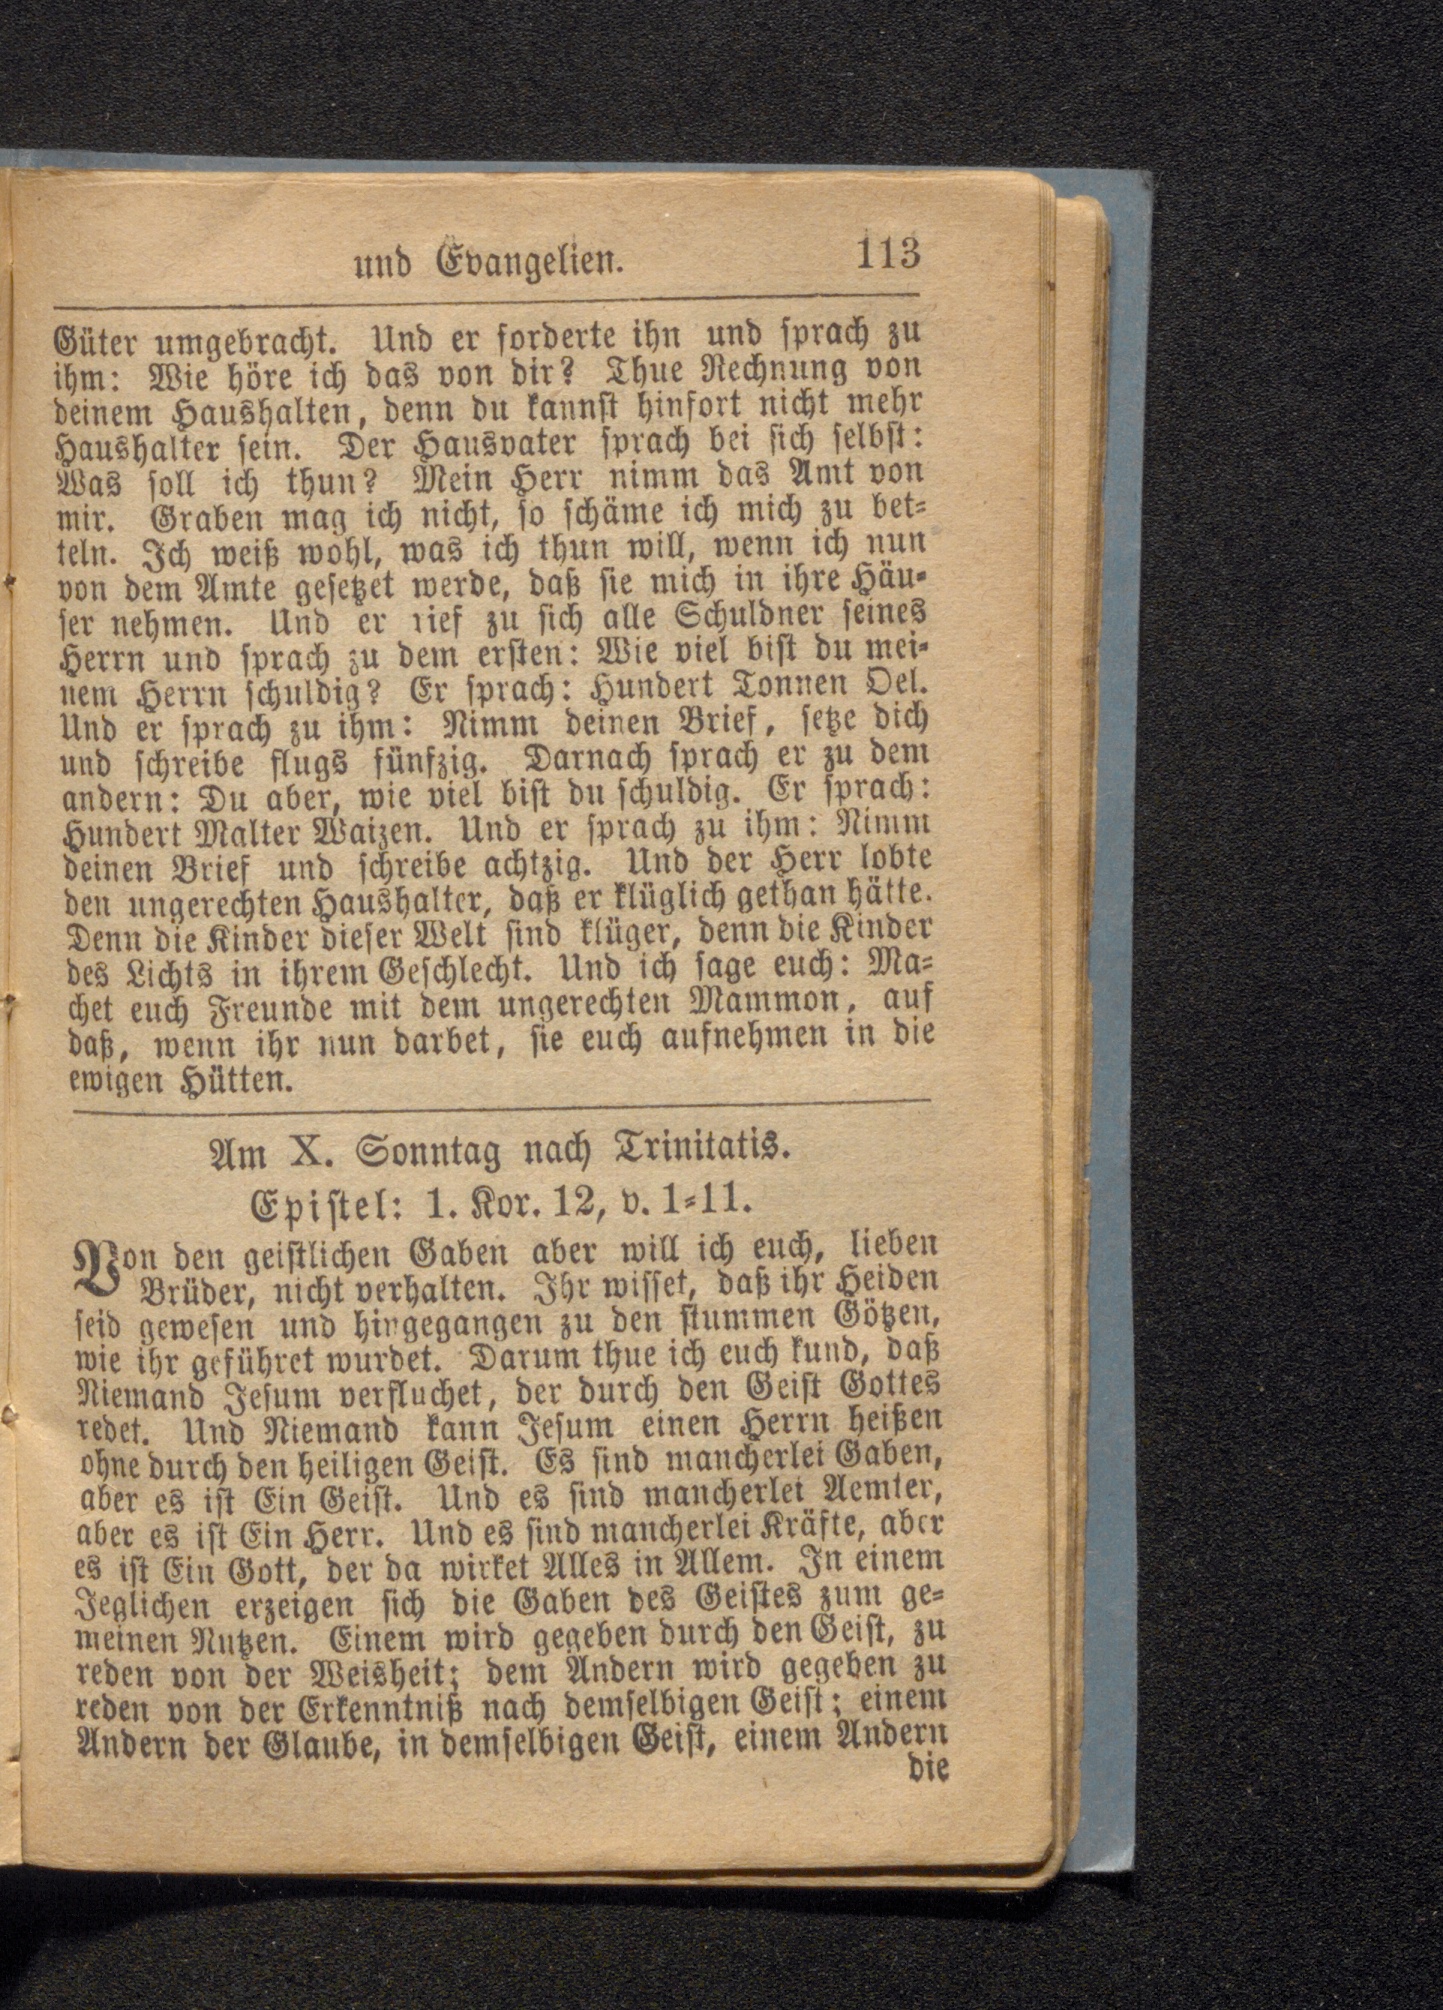 und Evangelien. 113
Güter umgebracht. Und er forderte ihn und sprach zu
ihm: Wie höre ich das von dir? Thue Rechnung von
deinem Haushalten, denn du kannst hinfort nicht mehr
Haushalter sein. Der Hausvater sprach bei sich selbst:
Was soll ich thun? Mein Herr nimm das Amt von
mir. Graben mag ich nicht, so schäme ich mich zu bet-
teln. Ich weiß wohl, was ich thun will, wenn ich nun
von dem Amte gesetzet werde, daß sie mich in ihre Häu-
ser nehmen. Und er rief zu sich alle Schuldner seines
Herrn und sprach zu dem ersten: Wie viel bist du mei-
nem Herrn schuldig? Er sprach: Hundert Tonnen Oel.
Und er sprach zu ihm: Nimm deinen Brief, setze dich
und schreibe flugs fünfzig. Darnach sprach er zu dem
andern: Du aber, wie viel bist du schuldig. Er sprach:
Hundert Malter Waizen. Und er sprach zu ihm: Nimm
deinen Brief und schreibe achtzig. Und der Herr lobte
den ungerechten Haushalter, daß er klüglich gethan hätte.
Denn die Kinder dieser Welt sind klüger, denn die Kinder
des Lichts in ihrem Geschlecht. Und ich sage euch: Ma-
chet euch Freunde mit dem ungerechten Mammon, auf
daß, wenn ihr nun darbet, sie euch aufnehmen in die
ewigen Hütten.
Am X. Sonntag nach Trinitatis.
Epistel: 1. Kor. 12, v. 1-11.
Von den geistlichen Gaben aber will ich euch, lieben
Brüder, nicht verhalten. Ihr wisset, daß ihr Heiden
seid gewesen und hingegangen zu den stummen Götzen,
wie ihr geführet wurdet. Darum thue ich euch kund, daß
Niemand Jesum verfluchet, der durch den Geist Gottes
redet. Und Niemand kann Jesum einen Herrn heißen
ohne durch den heiligen Geist. Es sind mancherlei Gaben,
aber es ist Ein Geist. Und es sind mancherlei Aemter,
aber es ist Ein Herr. Und es sind mancherlei Kräfte, aber
es ist Ein Gott, der da wirket Alles in Allem. In einem
Jeglichen erzeigen sich die Gaben des Geistes zum ge-
meinen Nutzen. Einem wird gegeben durch den Geist, zu
reden von der Weisheit; dem Andern wird gegeben zu
reden von der Erkenntniß nach demselbigen Geist; einem
Andern der Glaube, in demselbigen Geist, einem Andern
die